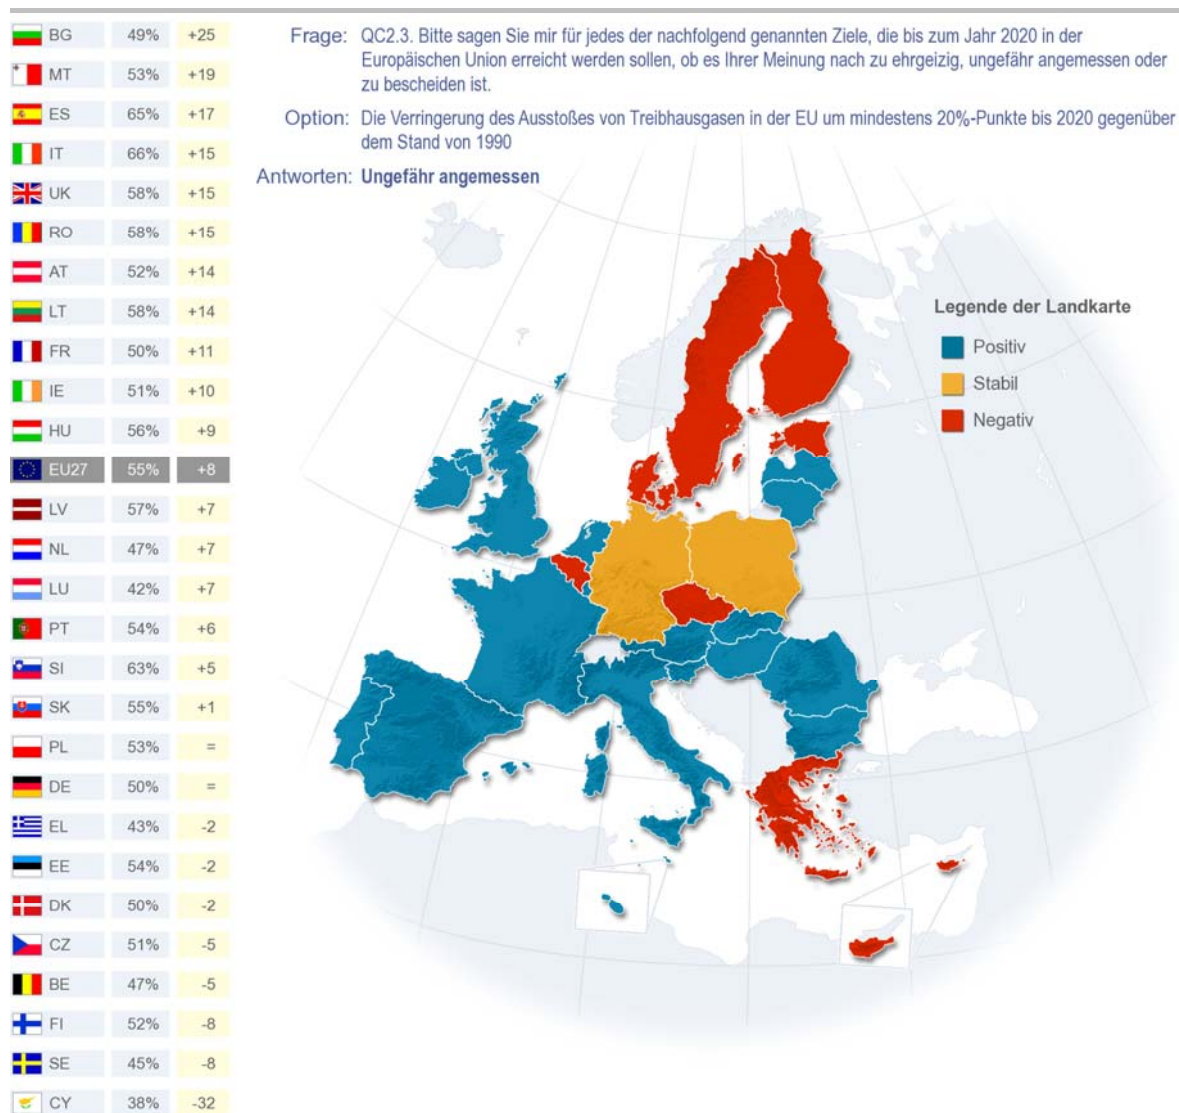 Frage: QC2.3. Bitte sagen Sie mir für jedes der nachfolgend genannten Ziele, die bis zum Jahr 2020 in der
Europäischen Union erreicht werden sollen, ob es Ihrer Meinung nach zu ehrgeizig, ungefähr angemessen oder
zu bescheiden ist.
Option: Die Verringerung des Ausstoßes von Treibhausgasen in der EU um mindestens 20%-Punkte bis 2020 gegenüber
dem Stand von 1990
Antworten: Ungefähr angemessen
BG 49% +25
MT 53% +19
ES 65% +17
IT 66% +15
UK 58% +15
RO 58% +15
AT 52% +14
LT 58% +14
FR 50% +11
IE 51% +10
HU 56% +9
EU27 55% +8
LV 57% +7
NL 47% +7
LU 42% +7
PT 54% +6
SI 63% +5
SK 55% +1
PL 53% =
DE 50% =
EL 43% -2
EE 54% -2
DK 50% -2
CZ 51% -5
BE 47% -5
FI 52% -8
SE 45% -8
CY 38% -32
Legende der Landkarte
Positiv
Stabil
Negativ